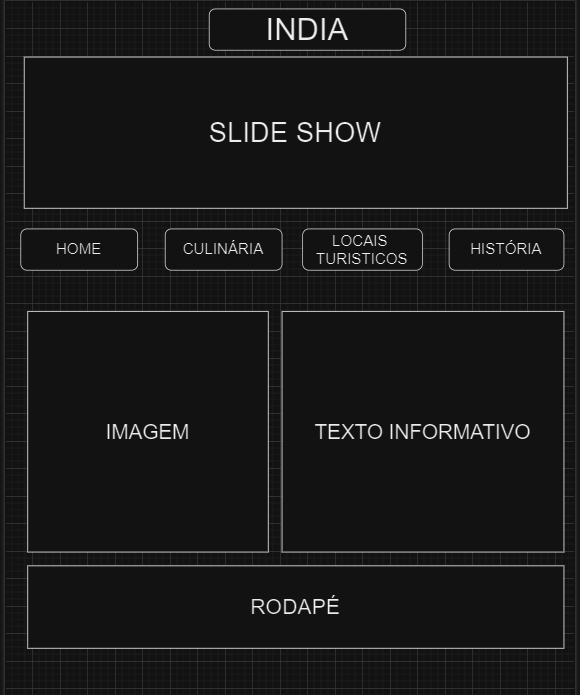 INDIA
SLIDE SHOW
HOME
CULINÁRIA
LOCAIS
TURISTICOS
HISTÓRIA
IMAGEM
TEXTO INFORMATIVO
RODAPÉ